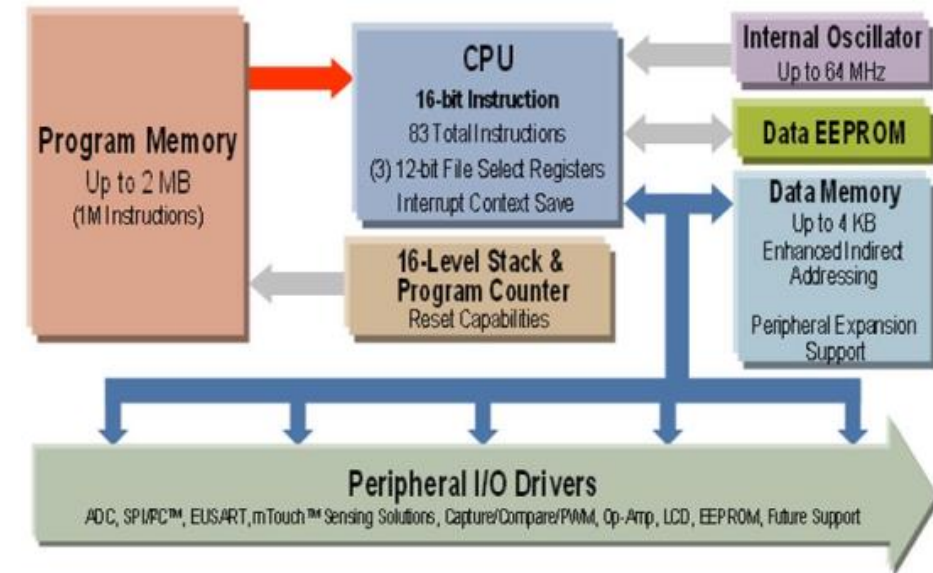 Program Memory
Up to 2 MB
(1M Instructions)
CPU
16-bit Instruction
83 Total Instructions
(3) 12-bit File Select Registers
Interrupt Context Save
16-Level Stack &
Program Counter
Reset Capabilities
Internal Oscillator
Up to 64 MHz
Data EEPROM
Data Memory
Up to 4 KB
Enhanced Indirect
Addressing
Peripheral Expansion
Support
Peripheral I/O Drivers
ADC, SPI/I²C™, EUSART, mTouch™ Sensing Solutions, Capture/Compare/PWM, Op-Amp, LCD, EEPROM, Future Support